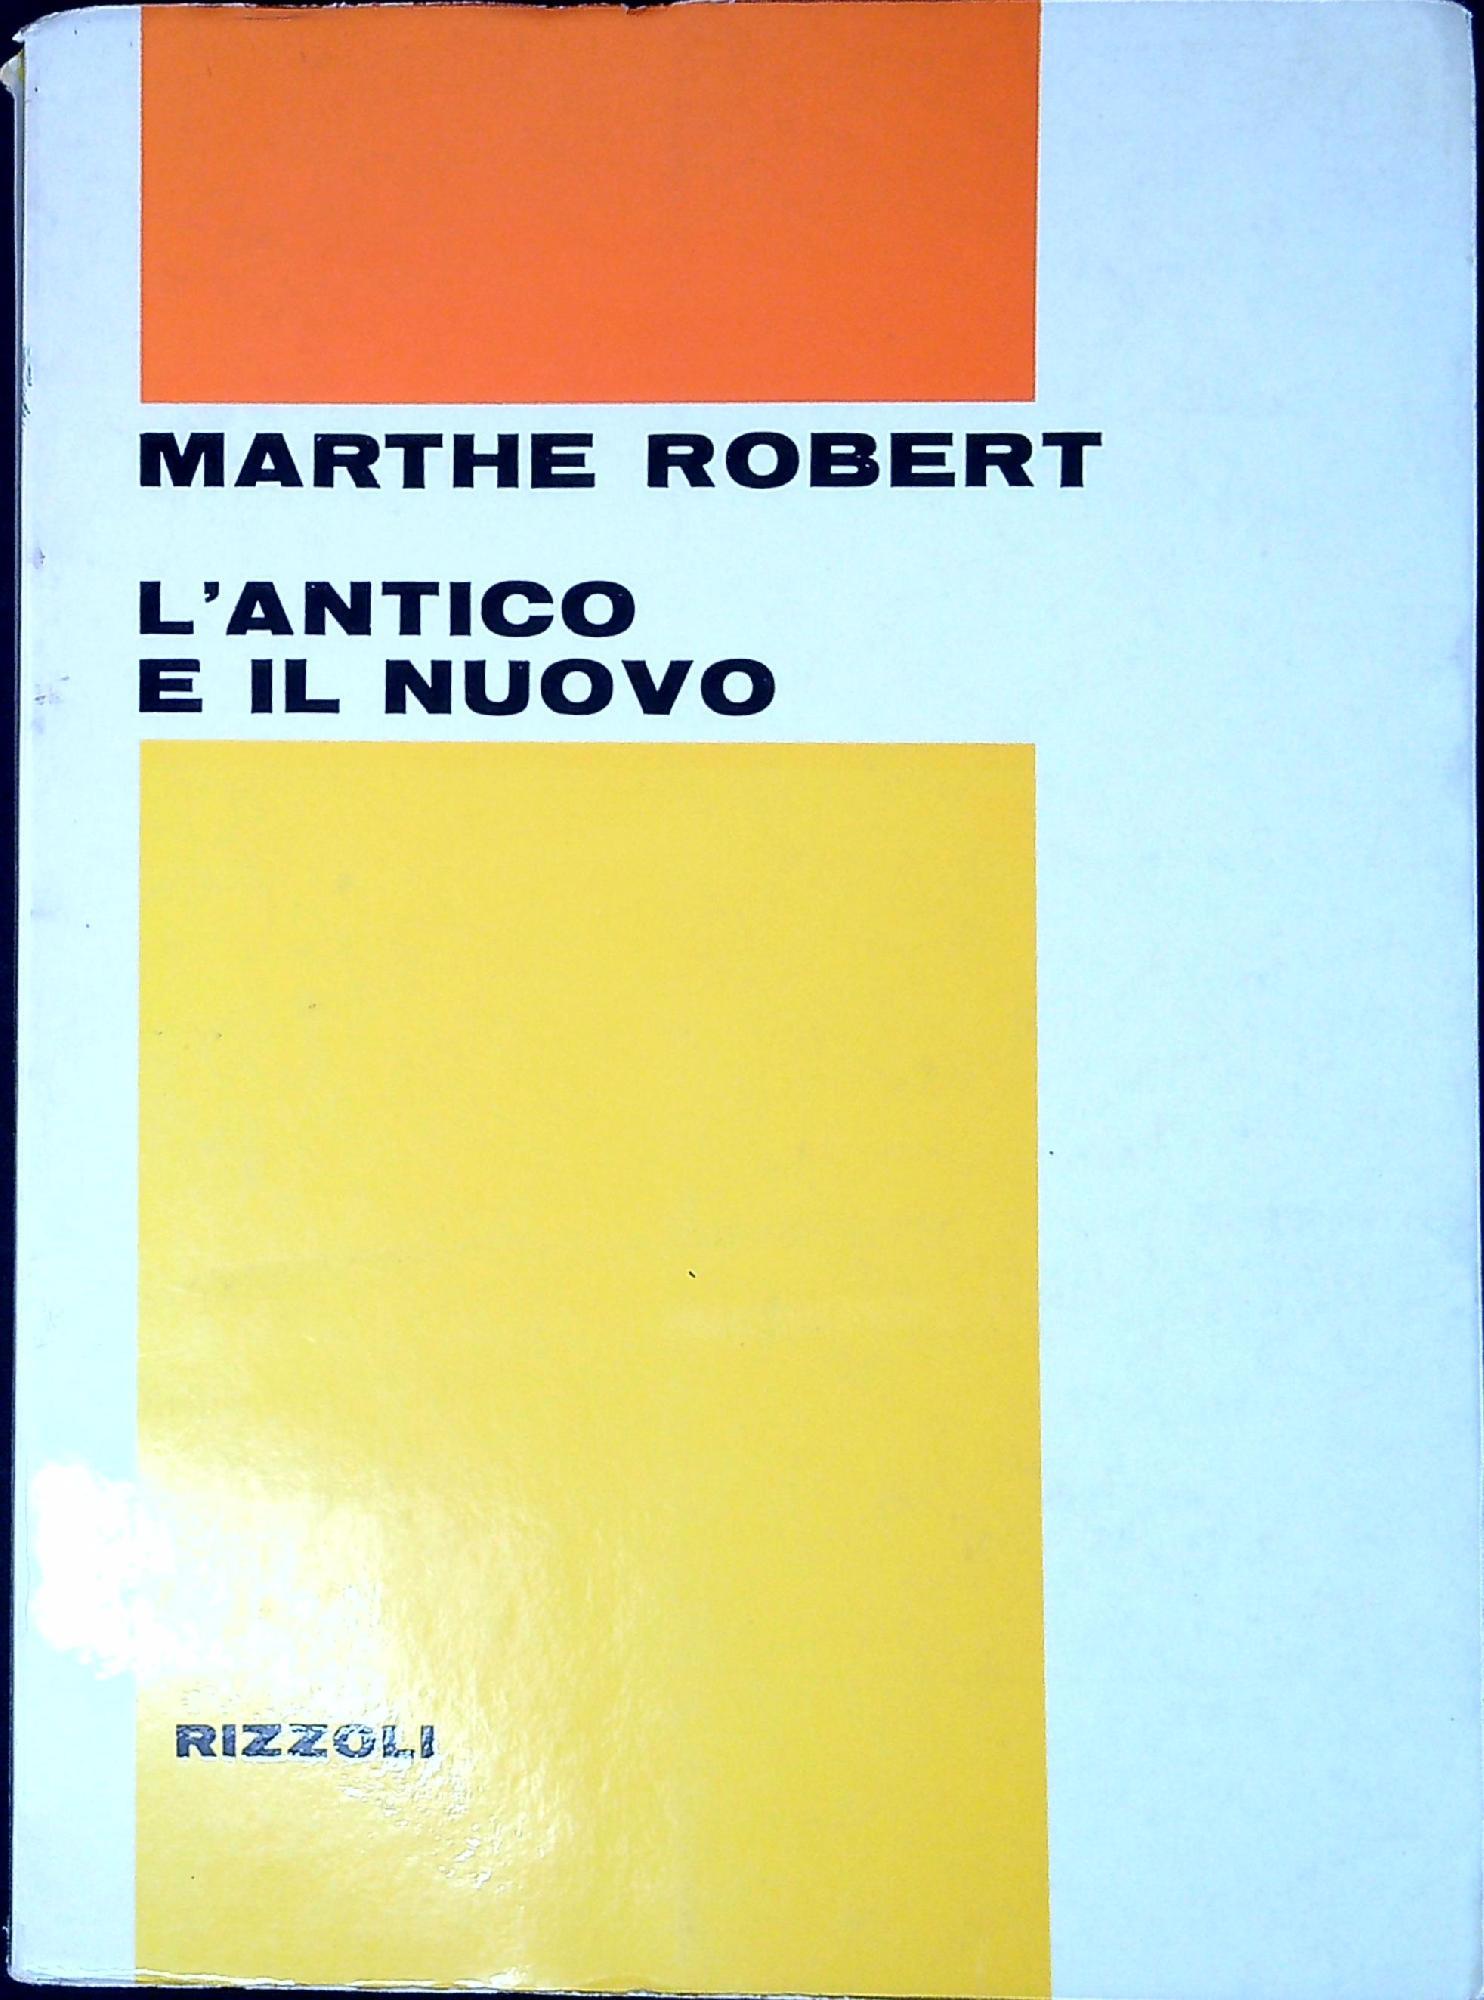 MARTHE ROBERT
L'ANTICO
E IL NUOVO
RIZZOLI